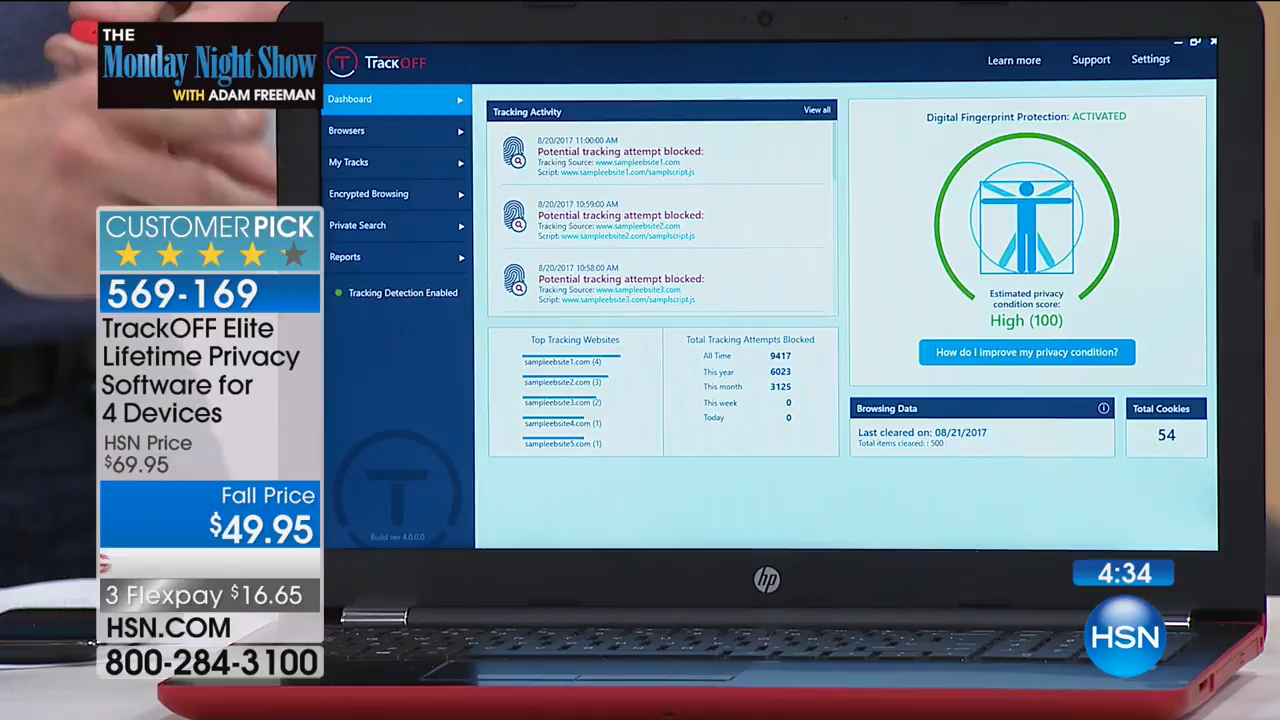 THE
Monday Night Show
WITH ADAM FREEMAN
CUSTOMER PICK
569-169
TrackOFF Elite
Lifetime Privacy
Software for
4 Devices
HSN Price
$69.95
Fall Price
$49.95
3 Flexpay $16.65
HSN.COM
800-284-3100
T TrackOFF
Learn more Support Settings
Dashboard
Browsers
My Tracks
Encrypted Browsing
Private Search
Reports
Tracking Detection Enabled
T
Build ver 4.0.0.0
Tracking Activity View all
8/20/2017 11:00:00 AM
Potential tracking attempt blocked:
Tracking Source: www.sampleebsite1.com
Script: www.sampleebsite1.com/samplscript.js
8/20/2017 10:59:00 AM
Potential tracking attempt blocked:
Tracking Source: www.sampleebsite2.com
Script: www.sampleebsite2.com/samplscript.js
8/20/2017 10:58:00 AM
Potential tracking attempt blocked:
Tracking Source: www.sampleebsite3.com
Script: www.sampleebsite3.com/samplscript.js
Top Tracking Websites
sampleebsite1.com (4)
sampleebsite2.com (3)
sampleebsite3.com (2)
sampleebsite4.com (1)
sampleebsite5.com (1)
Total Tracking Attempts Blocked
All Time 9417
This year 6023
This month 3125
This week 0
Today 0
Digital Fingerprint Protection: ACTIVATED
Estimated privacy
condition score:
High (100)
How do I improve my privacy condition?
Browsing Data
Last cleared on: 08/21/2017
Total items cleared: : 500
Total Cookies
54
hp
4:34
HSN